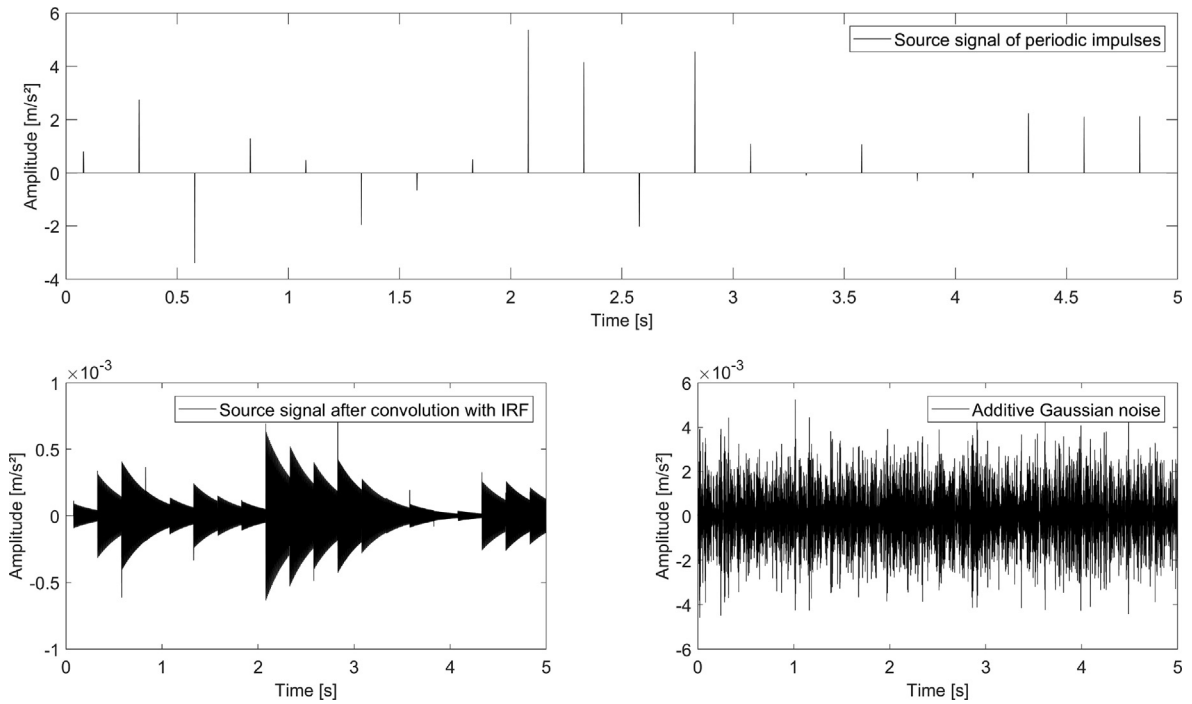 6
4
2
0
-2
-4
Amplitude [m/s²]
Source signal of periodic impulses
0 0.5 1 1.5 2 2.5 3 3.5 4 4.5 5
Time [s]
×10-3
1
0.5
0
-0.5
-1
Amplitude [m/s²]
Source signal after convolution with IRF
0 1 2 3 4 5
Time [s]
×10-3
6
4
2
0
-2
-4
-6
Amplitude [m/s²]
Additive Gaussian noise
0 1 2 3 4 5
Time [s]